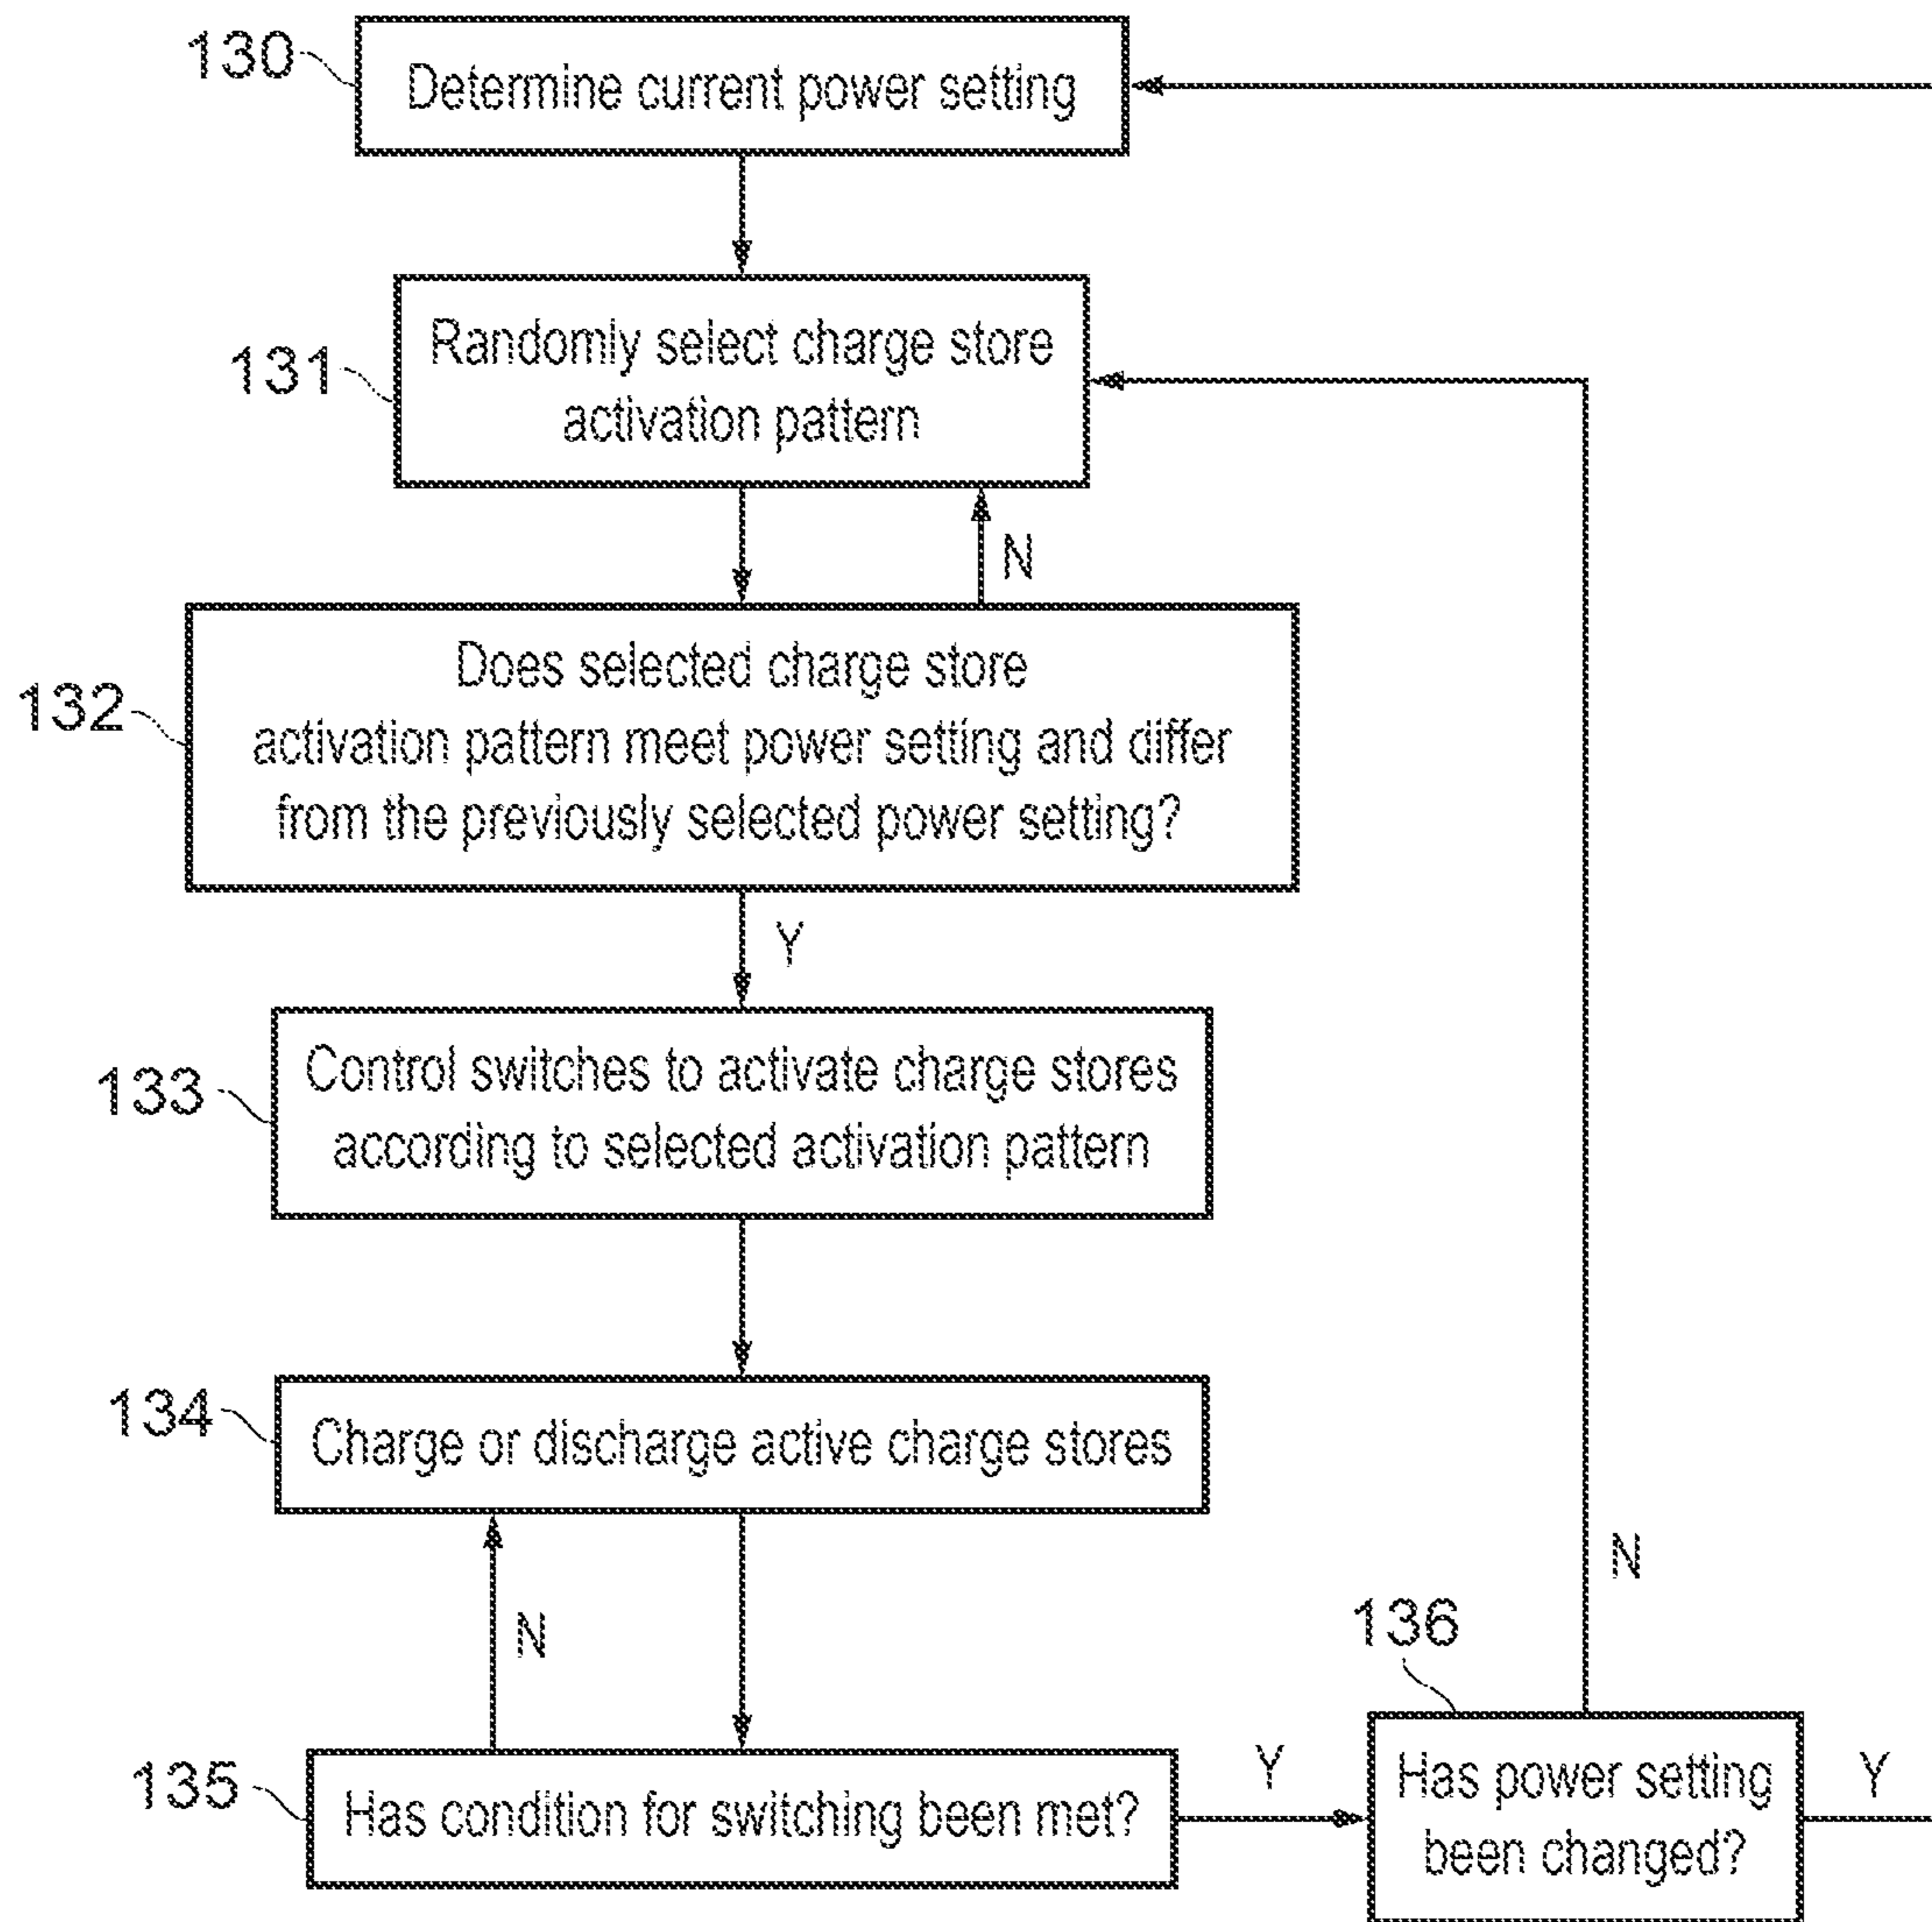 130
Determine current power setting
131
Randomly select charge store
activation pattern
N
132
Does selected charge store
activation pattern meet power setting and differ
from the previously selected power setting?
Y
133
Control switches to activate charge stores
according to selected activation pattern
134
Charge or discharge active charge stores
N
N
135
Has condition for switching been met?
Y
136
Has power setting
been changed?
Y